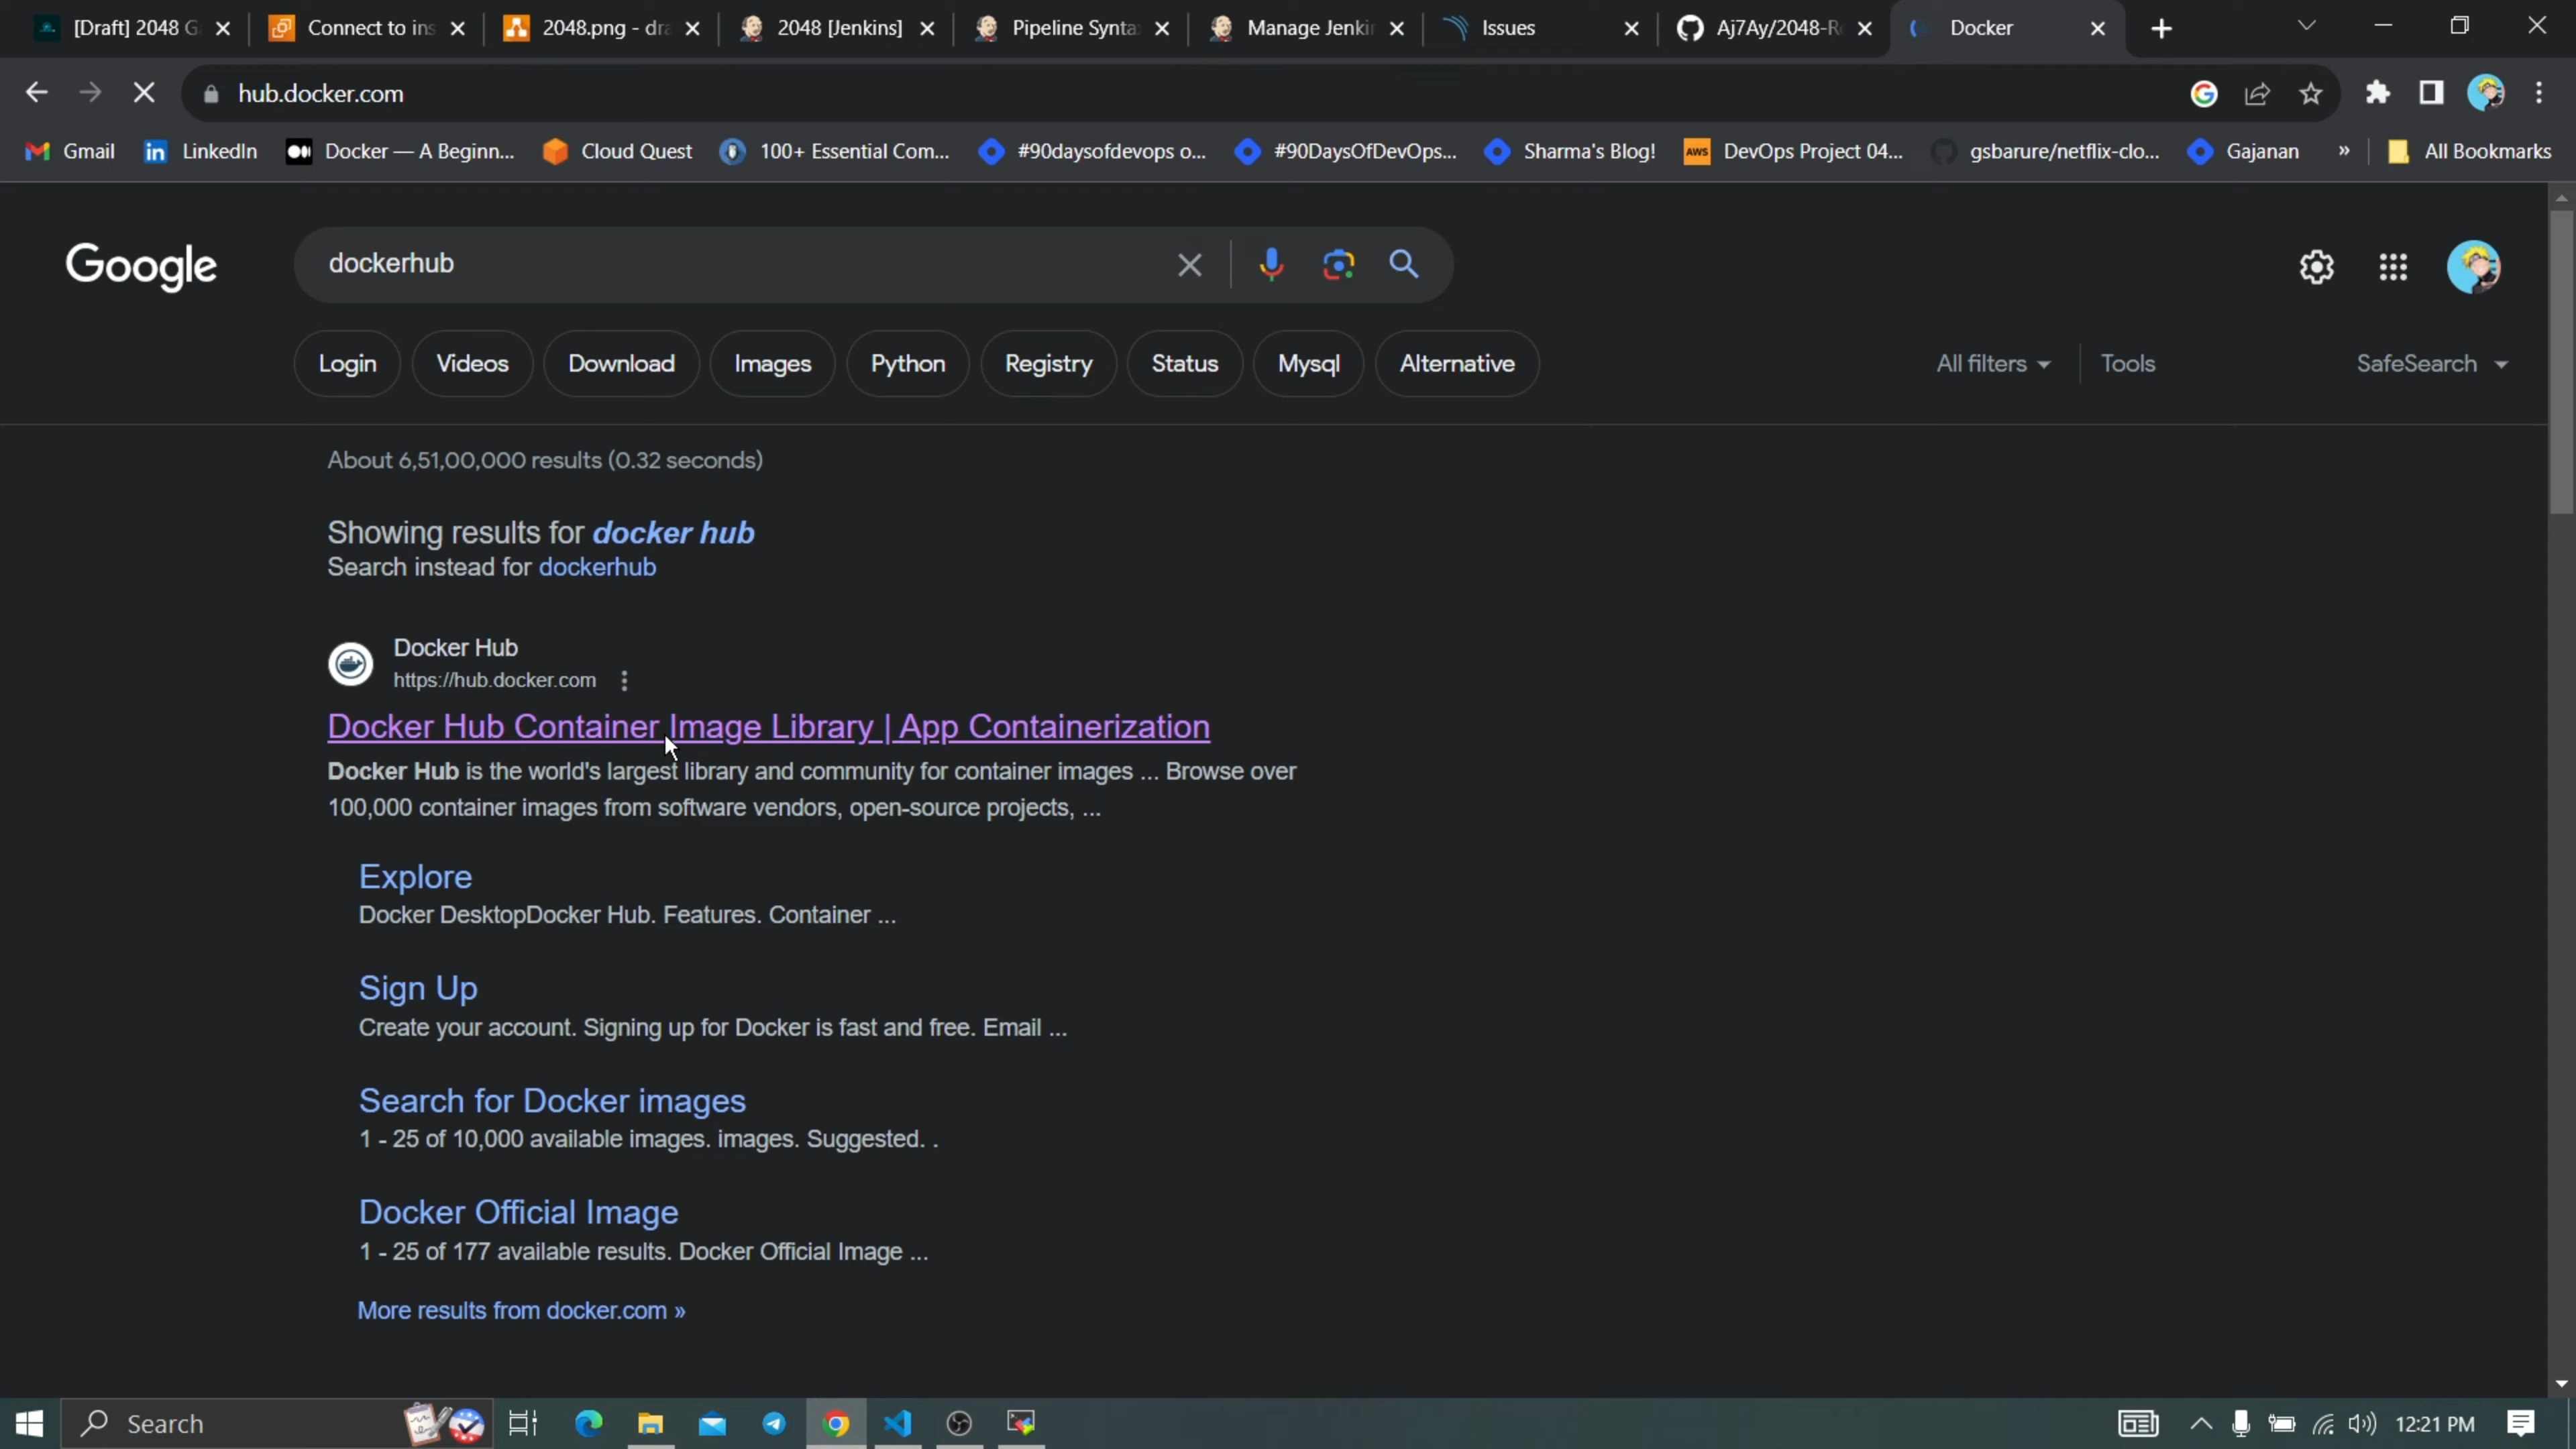 [Draft] 2048 G
Connect to ins
2048.png - dra
2048 [Jenkins]
Pipeline Synta
Manage Jenkin
Issues
Aj7Ay/2048-Re
Docker
hub.docker.com
Gmail
LinkedIn
Docker — A Beginn...
Cloud Quest
100+ Essential Com...
#90daysofdevops o...
#90DaysOfDevOps...
Sharma's Blog!
aws
DevOps Project 04...
gsbarure/netflix-clo...
Gajanan
»
All Bookmarks
Google
dockerhub
Login
Videos
Download
Images
Python
Registry
Status
Mysql
Alternative
All filters
Tools
SafeSearch
About 6,51,00,000 results (0.32 seconds)
Showing results for docker hub
Search instead for dockerhub
Docker Hub
https://hub.docker.com
Docker Hub Container Image Library | App Containerization
Docker Hub is the world's largest library and community for container images ... Browse over
100,000 container images from software vendors, open-source projects, ...
Explore
Docker DesktopDocker Hub. Features. Container ...
Sign Up
Create your account. Signing up for Docker is fast and free. Email ...
Search for Docker images
1 - 25 of 10,000 available images. images. Suggested. .
Docker Official Image
1 - 25 of 177 available results. Docker Official Image ...
More results from docker.com »
Search
12:21 PM